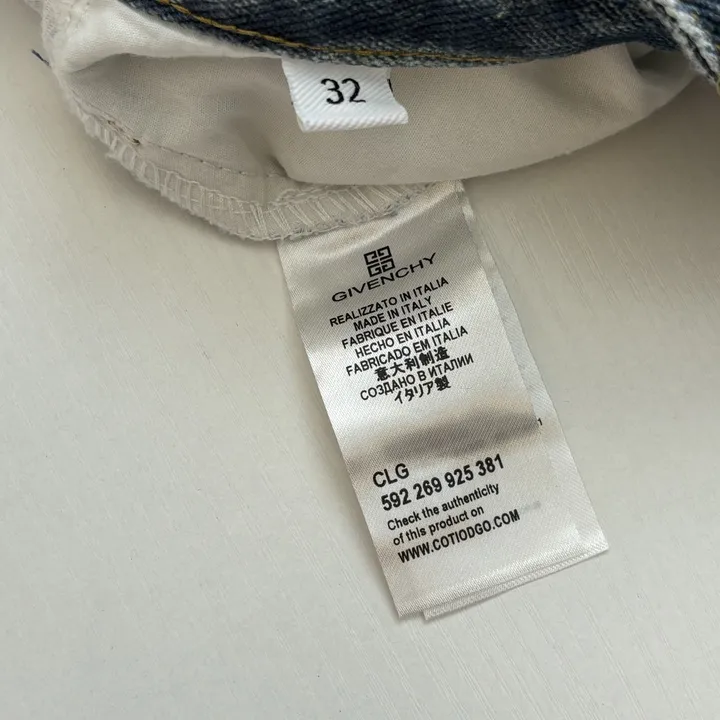 32
GIVENCHY
REALIZZATO IN ITALIA
MADE IN ITALY
FABRIQUE EN ITALIE
HECHO EN ITALIA
FABRICADO EM ITALIA
意大利制造
СОЗДАНО В ИТАЛИИ
イタリア製
CLG
592 269 925 381
Check the authenticity
of this product on
WWW.COTIODGO.COM